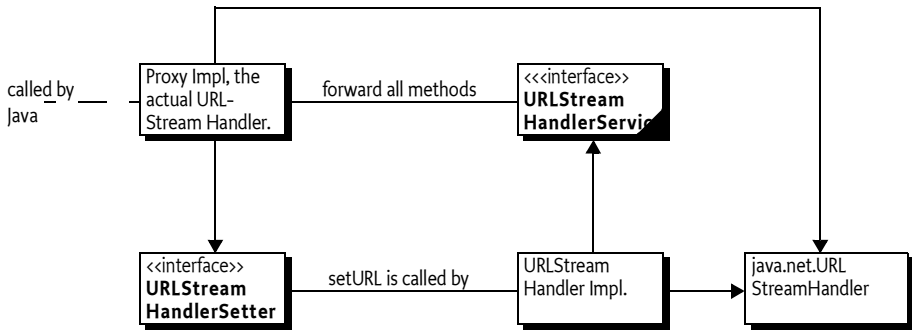 called by
Java
Proxy Impl, the
actual URL-
Stream Handler.
forward all methods
<<<interface>>
URLStream
HandlerServic
<<interface>>
URLStream
HandlerSetter
setURL is called by
URLStream
Handler Impl.
java.net.URL
StreamHandler